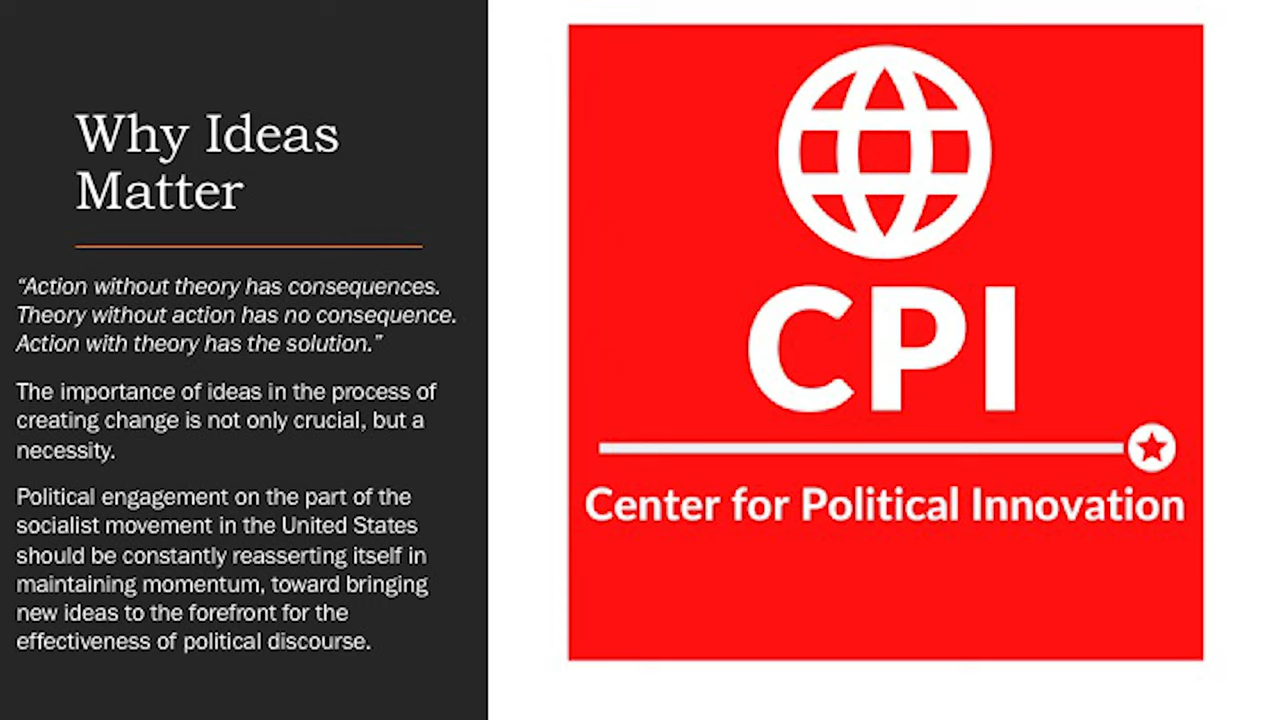 Why Ideas
Matter
“Action without theory has consequences.
Theory without action has no consequence.
Action with theory has the solution.”
The importance of ideas in the process of
creating change is not only crucial, but a
necessity.
Political engagement on the part of the
socialist movement in the United States
should be constantly reasserting itself in
maintaining momentum, toward bringing
new ideas to the forefront for the
effectiveness of political discourse.
CPI
Center for Political Innovation